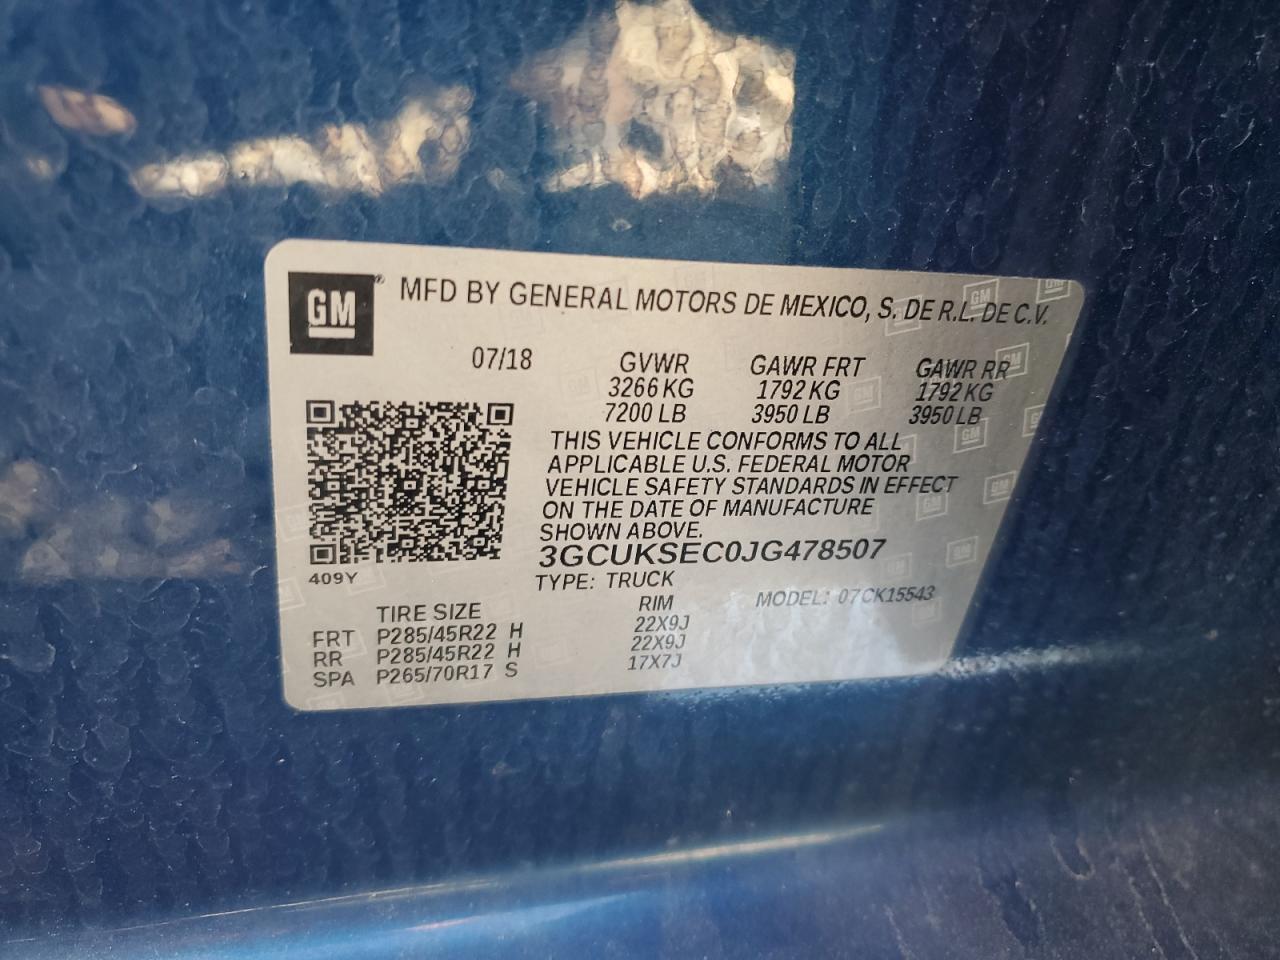 GM® MFD BY GENERAL MOTORS DE MEXICO, S. DE R.L. DE C.V.
07/18 GVWR GAWR FRT GAWR RR
3266 KG 1792 KG 1792 KG
7200 LB 3950 LB 3950 LB
THIS VEHICLE CONFORMS TO ALL
APPLICABLE U.S. FEDERAL MOTOR
VEHICLE SAFETY STANDARDS IN EFFECT
ON THE DATE OF MANUFACTURE
SHOWN ABOVE.
3GCUKSEC0JG478507
409Y TYPE: TRUCK MODEL: 07CK15543
TIRE SIZE RIM
FRT P285/45R22 H 22X9J
RR P285/45R22 H 22X9J
SPA P265/70R17 S 17X7J